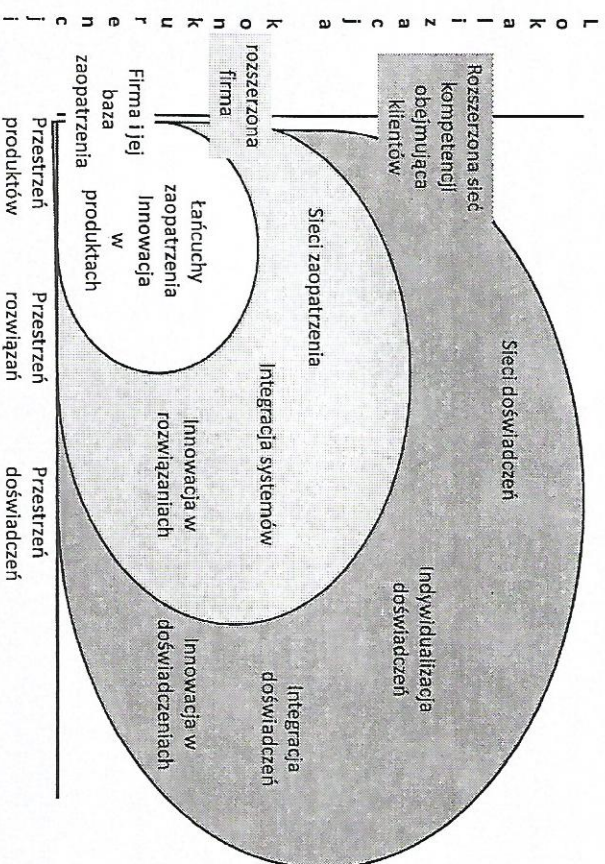 Lokalizacja konkurencji
Rozszerzona sieć
kompetencji
obejmująca
klientów
rozszerzona
firma
Firma i jej
baza
zaopatrzenia
Sieci doświadczeń
Indywidualizacja
doświadczeń
Integracja
doświadczeń
Innowacja w
doświadczeniach
Sieci zaopatrzenia
Integracja systemów
Innowacja w
rozwiązaniach
Łańcuchy
zaopatrzenia
Innowacja
w
produktach
Przestrzeń
produktów
Przestrzeń
rozwiązań
Przestrzeń
doświadczeń